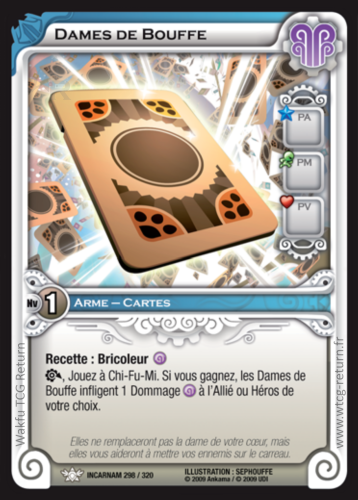 DAMES DE BOUFFE
PA
PM
PV
Nv 1 ARME – CARTES
Recette : Bricoleur
, Jouez à Chi-Fu-Mi. Si vous gagnez, les Dames de
Bouffe infligent 1 Dommage à l'Allié ou Héros de
votre choix.
Elles ne remplaceront pas la dame de votre cœur, mais
elles vous aideront à mettre vos ennemis sur le carreau.
INCARNAM 298 / 320
ILLUSTRATION : SEPHOUFFE
© 2009 Ankama / © 2009 UDI
Wakfu TCG Return
www.wtcg-return.fr